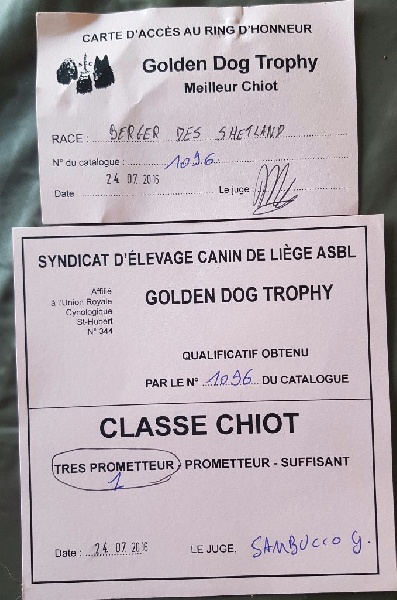 CARTE D'ACCÈS AU RING D'HONNEUR
Golden Dog Trophy
Meilleur Chiot
RACE : BERGER DES SHETLAND
N° du catalogue : 1096
Date 24 07 2016 Le juge
SYNDICAT D'ÉLEVAGE CANIN DE LIÈGE ASBL
Affilié
à l'Union Royale
Cynologique
St-Hubert
N° 344
GOLDEN DOG TROPHY
QUALIFICATIF OBTENU
PAR LE N° 1096 DU CATALOGUE
CLASSE CHIOT
TRES PROMETTEUR - PROMETTEUR - SUFFISANT
1
Date : 24 07 2016 LE JUGE, SAMBUCCO G.